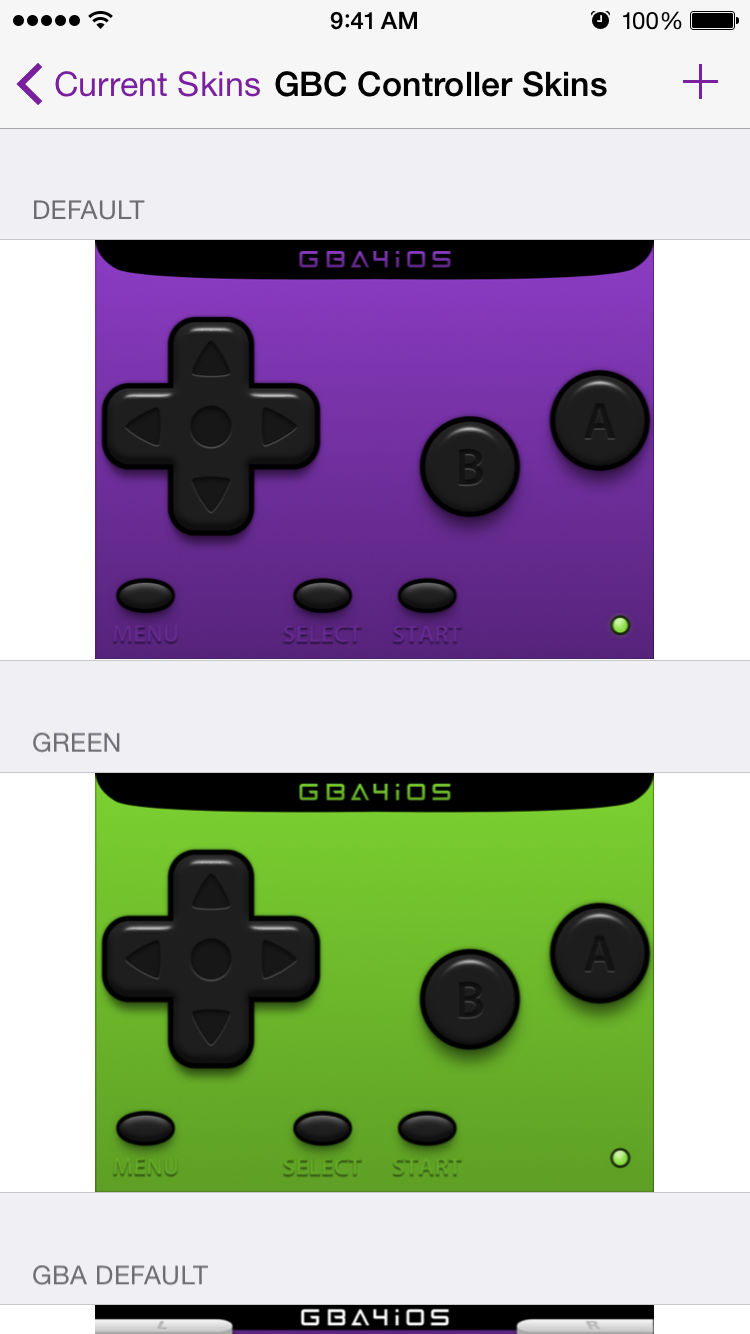 9:41 AM 100%
Current Skins GBC Controller Skins
DEFAULT
GBA4iOS
A
B
MENU SELECT START
GREEN
GBA4iOS
A
B
MENU SELECT START
GBA DEFAULT
GBA4iOS
L R